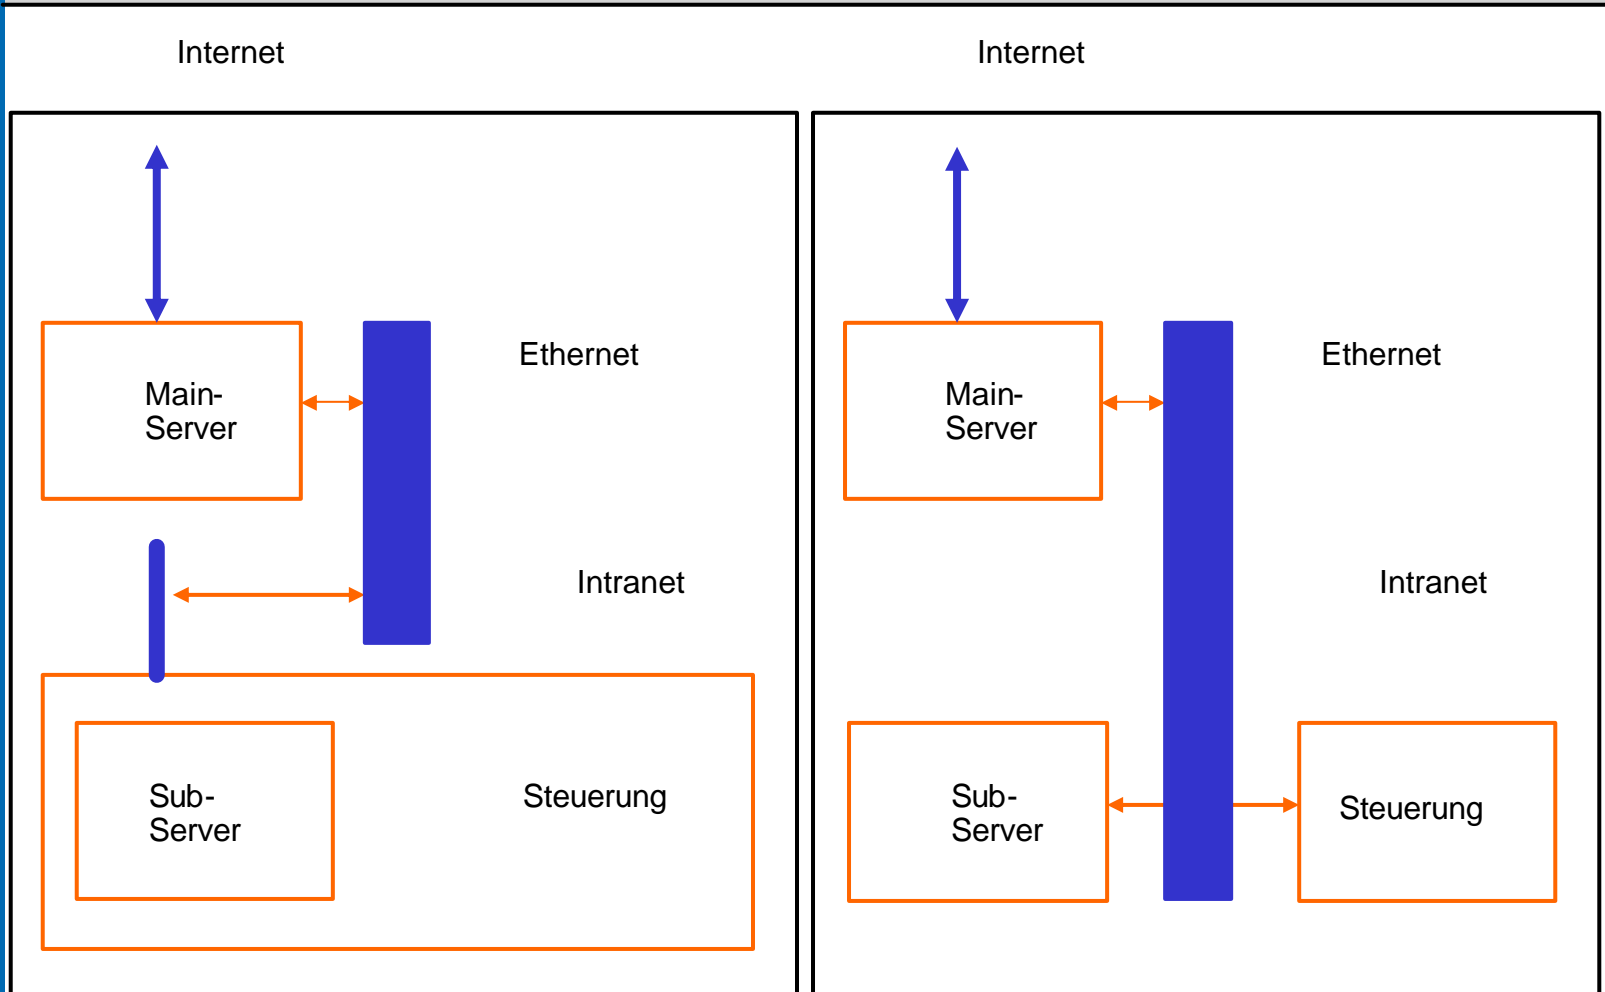 Internet
Ethernet
Main-
Server
Intranet
Sub-
Server
Steuerung
Internet
Ethernet
Main-
Server
Intranet
Sub-
Server
Steuerung